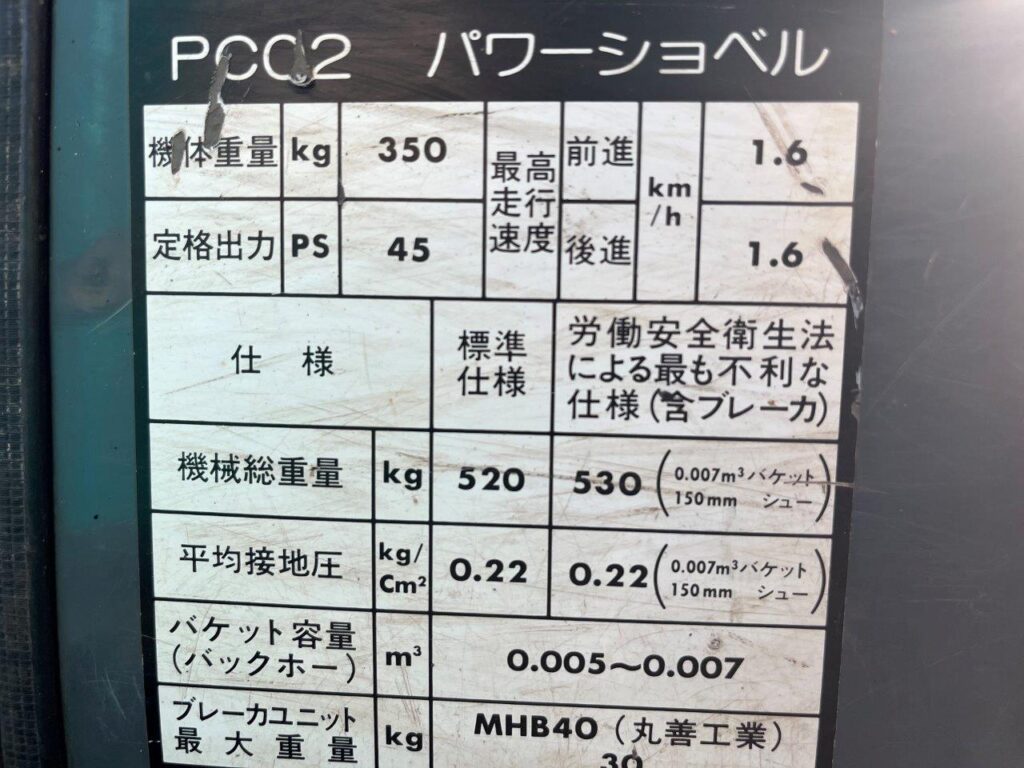 PC02 パワーショベル
機体重量 kg 350 最高走行速度 前進 km/h 1.6
定格出力 PS 45 後進 1.6
仕様 標準仕様 労働安全衛生法による最も不利な仕様(含ブレーカ)
機械総重量 kg 520 530 (0.007m³バケット 150mm シュー)
平均接地圧 kg/Cm² 0.22 0.22 (0.007m³バケット 150mm シュー)
バケット容量(バックホー) m³ 0.005〜0.007
ブレーカユニット最大重量 kg MHB40(丸善工業)
30